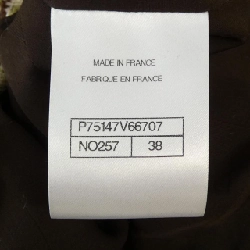 MADE IN FRANCE
FABRIQUE EN FRANCE
P75147V66707
NO257 38